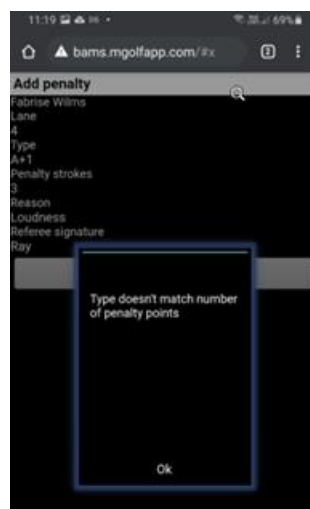 11:19
69%
bams.mgolfapp.com/#x
Add penalty
Fabrise Wilms
Lane
4
Type
A+1
Penalty strokes
3
Reason
Loudness
Referee signature
Ray
Type doesn't match number
of penalty points
Ok